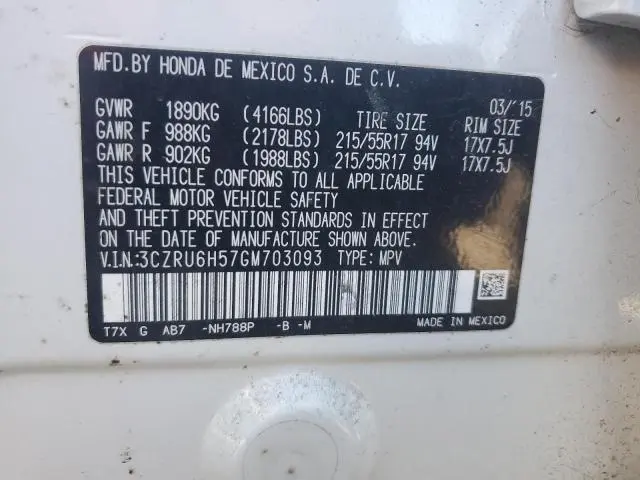 MFD.BY HONDA DE MEXICO S.A. DE C.V.
03/'15
GVWR 1890KG (4166LBS) TIRE SIZE RIM SIZE
GAWR F 988KG (2178LBS) 215/55R17 94V 17X7.5J
GAWR R 902KG (1988LBS) 215/55R17 94V 17X7.5J
THIS VEHICLE CONFORMS TO ALL APPLICABLE
FEDERAL MOTOR VEHICLE SAFETY
AND THEFT PREVENTION STANDARDS IN EFFECT
ON THE DATE OF MANUFACTURE SHOWN ABOVE.
V.I.N:3CZRU6H57GM703093 TYPE: MPV
T7X G AB7 -NH788P -B -M MADE IN MEXICO